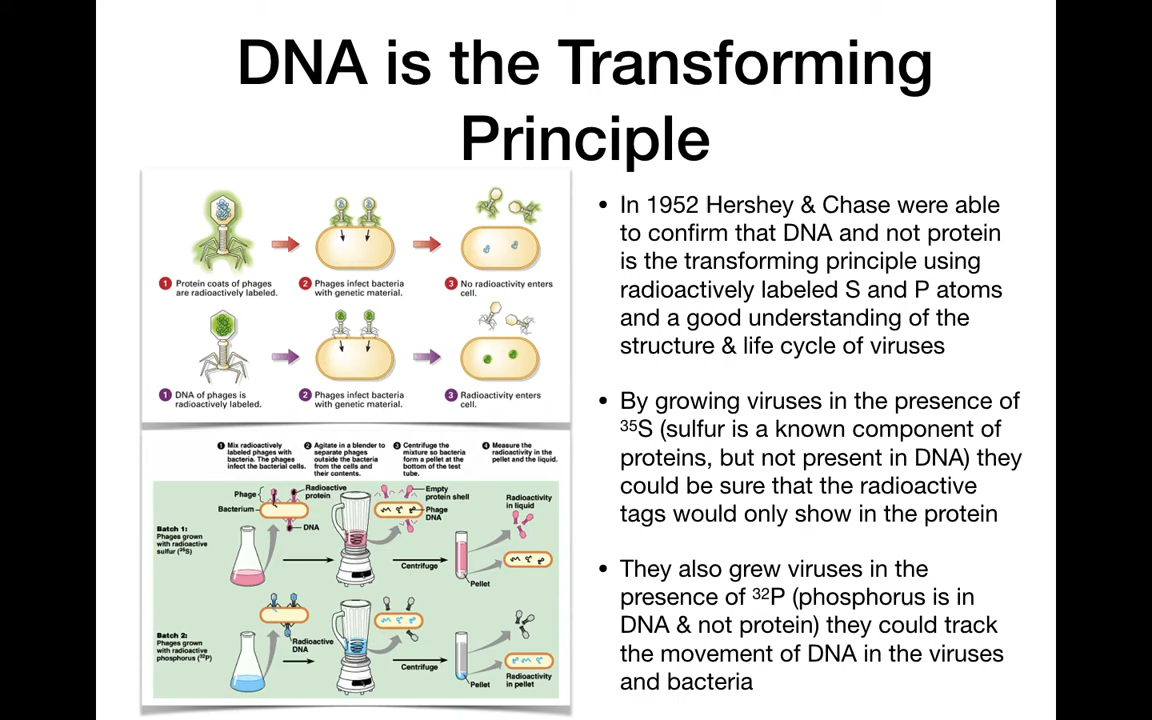 DNA is the Transforming
Principle
1 Protein coats of phages
are radioactively labeled.
2 Phages infect bacteria
with genetic material.
3 No radioactivity enters
cell.
1 DNA of phages is
radioactively labeled.
2 Phages infect bacteria
with genetic material.
3 Radioactivity enters
cell.
1 Mix radioactively
labeled phages with
bacteria. The phages
infect the bacterial cells.
2 Agitate in a blender to
separate phages
outside the bacteria
from the cells and
their contents.
3 Centrifuge the
mixture so bacteria
form a pellet at the
bottom of the test
tube.
4 Measure the
radioactivity in the
pellet and the liquid.
Phage
Radioactive
protein
Bacterium
DNA
Batch 1:
Phages grown
with radioactive
sulfur (³⁵S)
Empty
protein shell
Phage
DNA
Centrifuge
Radioactivity
in liquid
Pellet
Batch 2:
Phages grown
with radioactive
phosphorus (³²P)
Radioactive
DNA
Centrifuge
Pellet
Radioactivity
in pellet
• In 1952 Hershey & Chase were able
to confirm that DNA and not protein
is the transforming principle using
radioactively labeled S and P atoms
and a good understanding of the
structure & life cycle of viruses
• By growing viruses in the presence of
³⁵S (sulfur is a known component of
proteins, but not present in DNA) they
could be sure that the radioactive
tags would only show in the protein
• They also grew viruses in the
presence of ³²P (phosphorus is in
DNA & not protein) they could track
the movement of DNA in the viruses
and bacteria